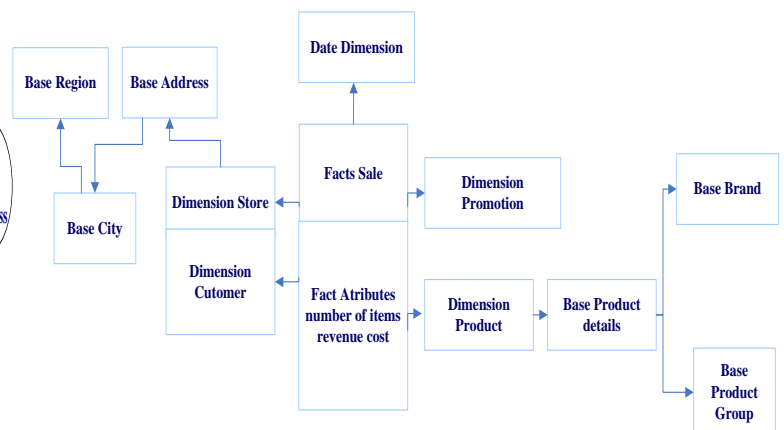 Date Dimension
Base Region
Base Address
Facts Sale
Dimension
Promotion
Base Brand
Dimension Store
Base City
Dimension
Cutomer
Fact Atributes
number of items
revenue cost
Dimension
Product
Base Product
details
Base
Product
Group